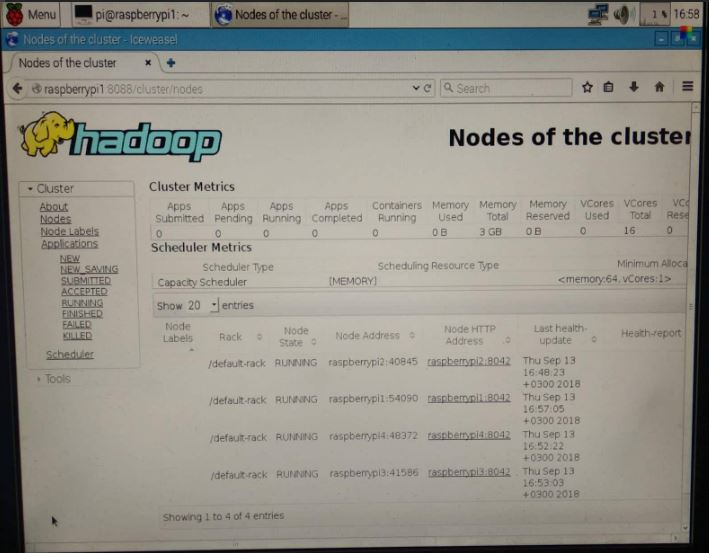 Menu pi@raspberrypi1: ~ Nodes of the cluster - ... 1 % 16:58
Nodes of the cluster - Iceweasel
Nodes of the cluster
raspberrypi1:8088/cluster/nodes Search
hadoop
Nodes of the cluster
Cluster
About
Nodes
Node Labels
Applications
NEW
NEW_SAVING
SUBMITTED
ACCEPTED
RUNNING
FINISHED
FAILED
KILLED
Scheduler
Tools
Cluster Metrics
Apps Apps Apps Apps Containers Memory Memory Memory VCores VCores VCo
Submitted Pending Running Completed Running Used Total Reserved Used Total Rese
0 0 0 0 0 0 B 3 GB 0 B 0 16 0
Scheduler Metrics
Scheduler Type Scheduling Resource Type Minimum Alloca
Capacity Scheduler [MEMORY] <memory:64, vCores:1>
Show 20 entries
Node Labels Rack Node State Node Address Node HTTP Address Last health-update Health-report
/default-rack RUNNING raspberrypi2:40845 raspberrypi2:8042 Thu Sep 13
16:48:23
+0300 2018
/default-rack RUNNING raspberrypi1:54090 raspberrypi1:8042 Thu Sep 13
16:57:05
+0300 2018
/default-rack RUNNING raspberrypi4:48372 raspberrypi4:8042 Thu Sep 13
16:52:22
+0300 2018
/default-rack RUNNING raspberrypi3:41586 raspberrypi3:8042 Thu Sep 13
16:53:03
+0300 2018
Showing 1 to 4 of 4 entries